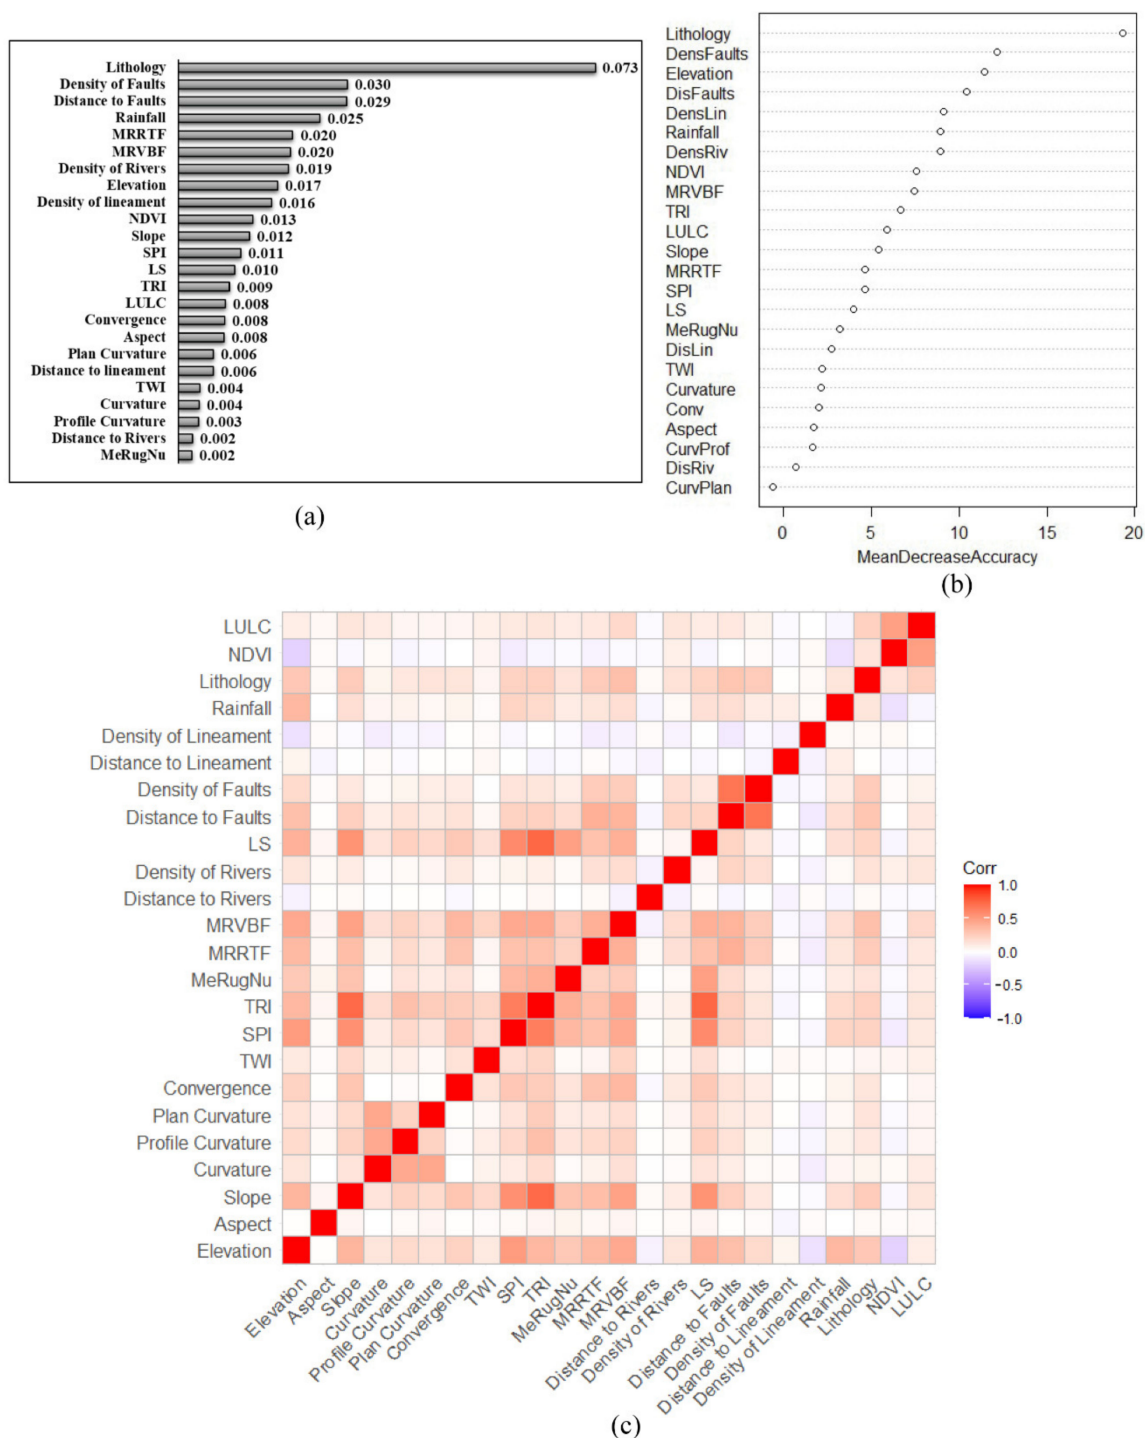 Lithology 0.073
Density of Faults 0.030
Distance to Faults 0.029
Rainfall 0.025
MRRTF 0.020
MRVBF 0.020
Density of Rivers 0.019
Elevation 0.017
Density of lineament 0.016
NDVI 0.013
Slope 0.012
SPI 0.011
LS 0.010
TRI 0.009
LULC 0.008
Convergence 0.008
Aspect 0.008
Plan Curvature 0.006
Distance to lineament 0.006
TWI 0.004
Curvature 0.004
Profile Curvature 0.003
Distance to Rivers 0.002
MeRugNu 0.002
(a)
Lithology
DensFaults
Elevation
DisFaults
DensLin
Rainfall
DensRiv
NDVI
MRVBF
TRI
LULC
Slope
MRRTF
SPI
LS
MeRugNu
DisLin
TWI
Curvature
Conv
Aspect
CurvProf
DisRiv
CurvPlan
0 5 10 15 20
MeanDecreaseAccuracy
(b)
LULC
NDVI
Lithology
Rainfall
Density of Lineament
Distance to Lineament
Density of Faults
Distance to Faults
LS
Density of Rivers
Distance to Rivers
MRVBF
MRRTF
MeRugNu
TRI
SPI
TWI
Convergence
Plan Curvature
Profile Curvature
Curvature
Slope
Aspect
Elevation
Elevation
Aspect
Slope
Curvature
Profile Curvature
Plan Curvature
Convergence
TWI
SPI
TRI
MeRugNu
MRRTF
MRVBF
Distance to Rivers
Density of Rivers
LS
Distance to Faults
Density of Faults
Distance to Lineament
Density of Lineament
Rainfall
Lithology
NDVI
LULC
Corr
1.0
0.5
0.0
−0.5
−1.0
(c)